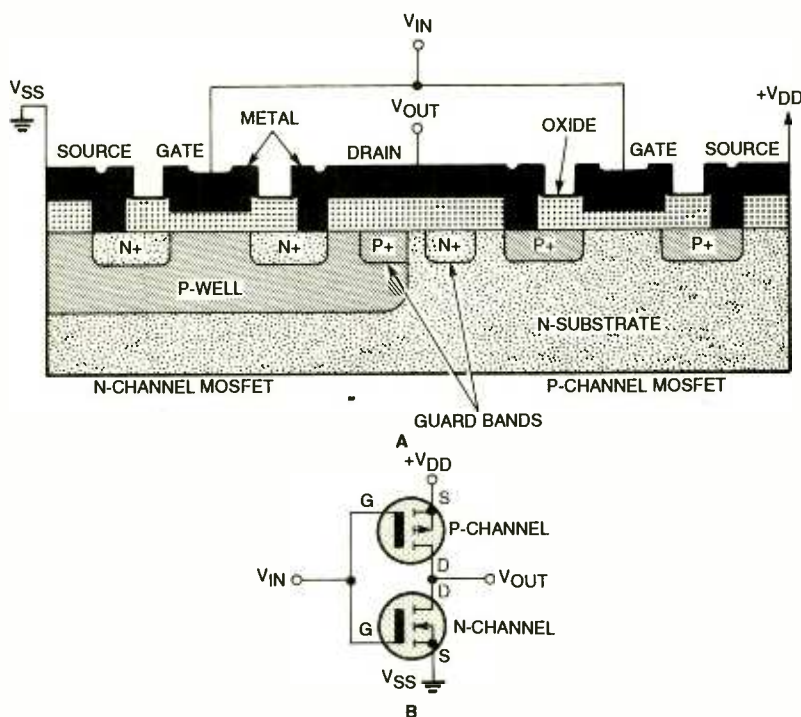 VIN
VSS
VOUT
+VDD
METAL
OXIDE
SOURCE GATE DRAIN GATE SOURCE
N+ N+ P+ N+ P+ P+
P-WELL
N-SUBSTRATE
N-CHANNEL MOSFET P-CHANNEL MOSFET
GUARD BANDS
A
+VDD
S
G
P-CHANNEL
D
VIN VOUT
D
G
N-CHANNEL
S
VSS
B